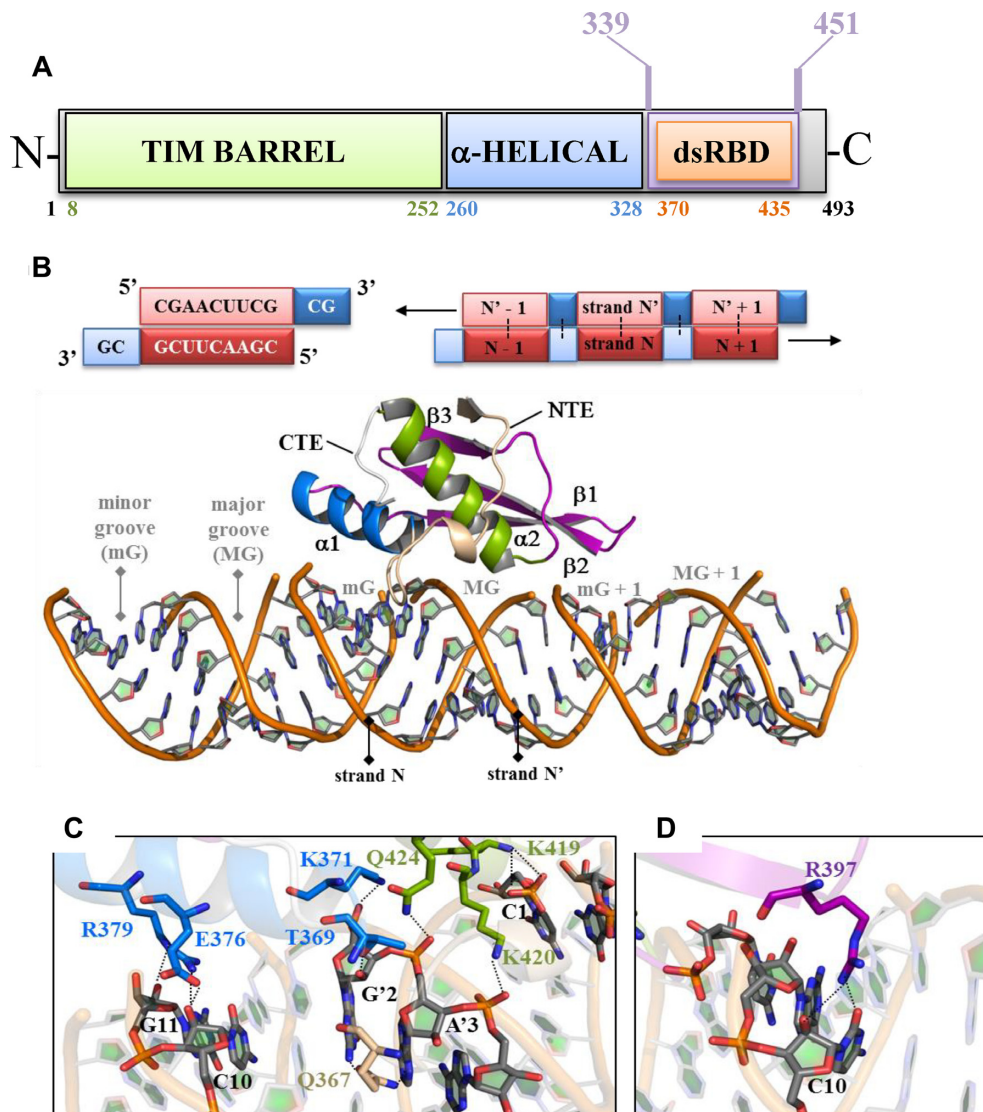 339 451
A
N- TIM BARREL α-HELICAL dsRBD -C
1 8 252 260 328 370 435 493
B
5’ CGAACUUCG CG 3’
3’ GC GCUUCAAGC 5’
N’ - 1 strand N’ N’ + 1
N - 1 strand N N + 1
CTE β3 NTE
minor groove (mG)
major groove (MG)
α1 α2 β1 β2
mG MG mG + 1 MG + 1
strand N strand N’
C
R379 E376 K371 Q424 K419
T369 C1
K420
G11 G’2 A’3
C10 Q367
D
R397
C10